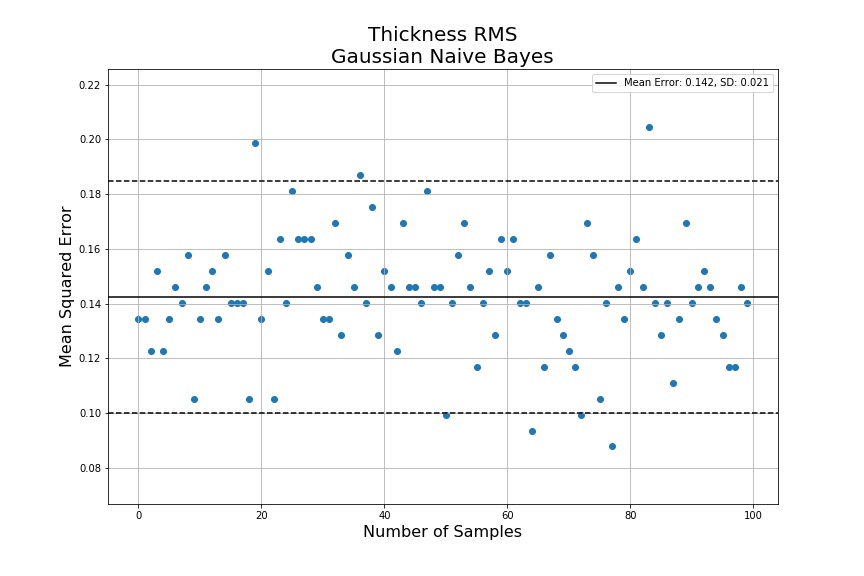 Thickness RMS
Gaussian Naive Bayes
Mean Error: 0.142, SD: 0.021
Mean Squared Error
0.22
0.20
0.18
0.16
0.14
0.12
0.10
0.08
0
20
40
60
80
100
Number of Samples